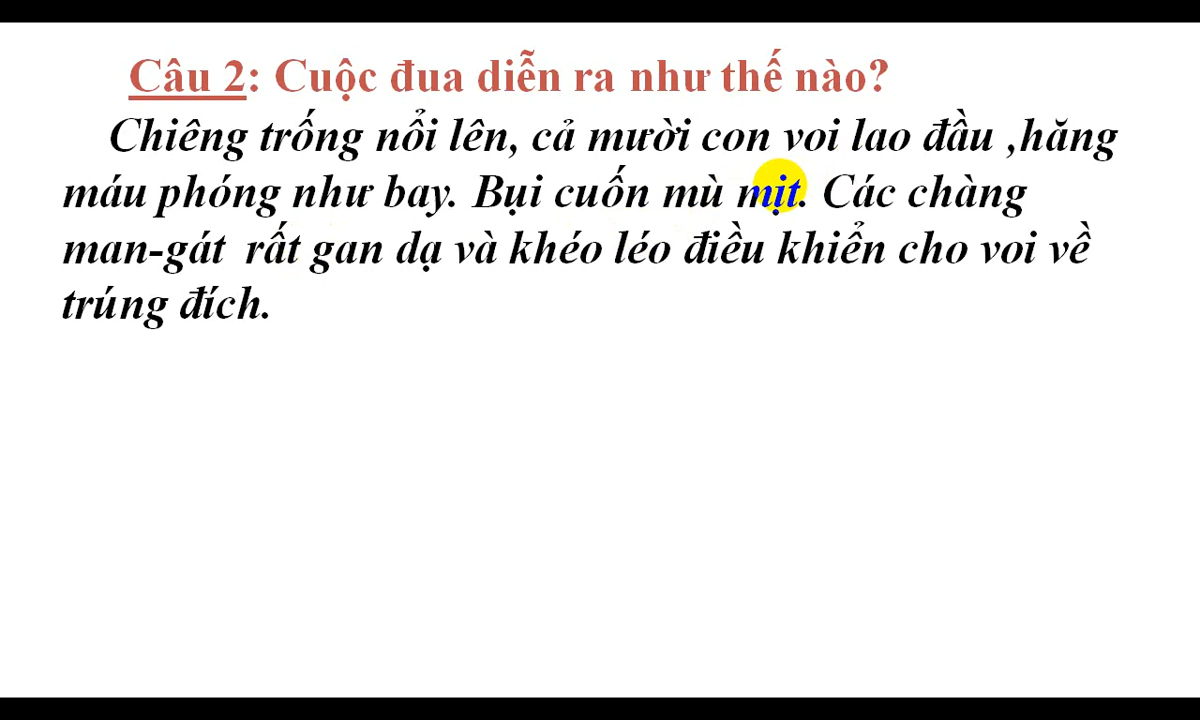 Câu 2: Cuộc đua diễn ra như thế nào?
Chiêng trống nổi lên, cả mười con voi lao đầu ,hăng
máu phóng như bay. Bụi cuốn mù mịt. Các chàng
man-gát rất gan dạ và khéo léo điều khiển cho voi về
trúng đích.